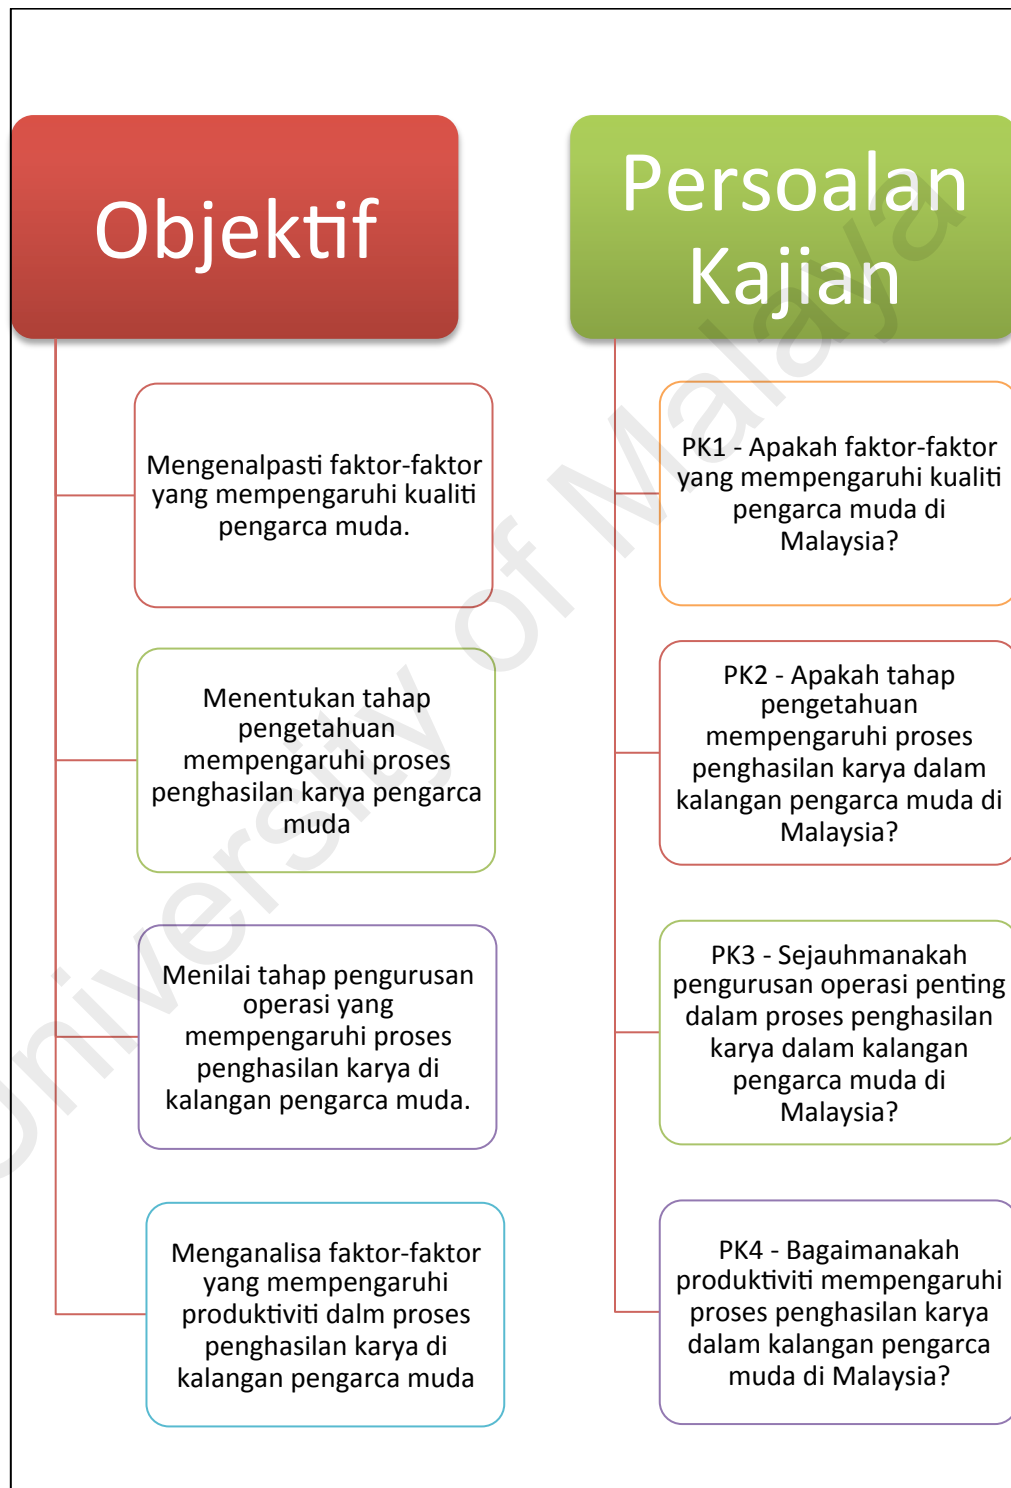 Objektif
Mengenalpasti faktor-faktor
yang mempengaruhi kualiti
pengarca muda.
Menentukan tahap
pengetahuan
mempengaruhi proses
penghasilan karya pengarca
muda
Menilai tahap pengurusan
operasi yang
mempengaruhi proses
penghasilan karya di
kalangan pengarca muda.
Menganalisa faktor-faktor
yang mempengaruhi
produktiviti dalm proses
penghasilan karya di
kalangan pengarca muda
Persoalan
Kajian
PK1 - Apakah faktor-faktor
yang mempengaruhi kualiti
pengarca muda di
Malaysia?
PK2 - Apakah tahap
pengetahuan
mempengaruhi proses
penghasilan karya dalam
kalangan pengarca muda di
Malaysia?
PK3 - Sejauhmanakah
pengurusan operasi penting
dalam proses penghasilan
karya dalam kalangan
pengarca muda di
Malaysia?
PK4 - Bagaimanakah
produktiviti mempengaruhi
proses penghasilan karya
dalam kalangan pengarca
muda di Malaysia?
University of Malaya